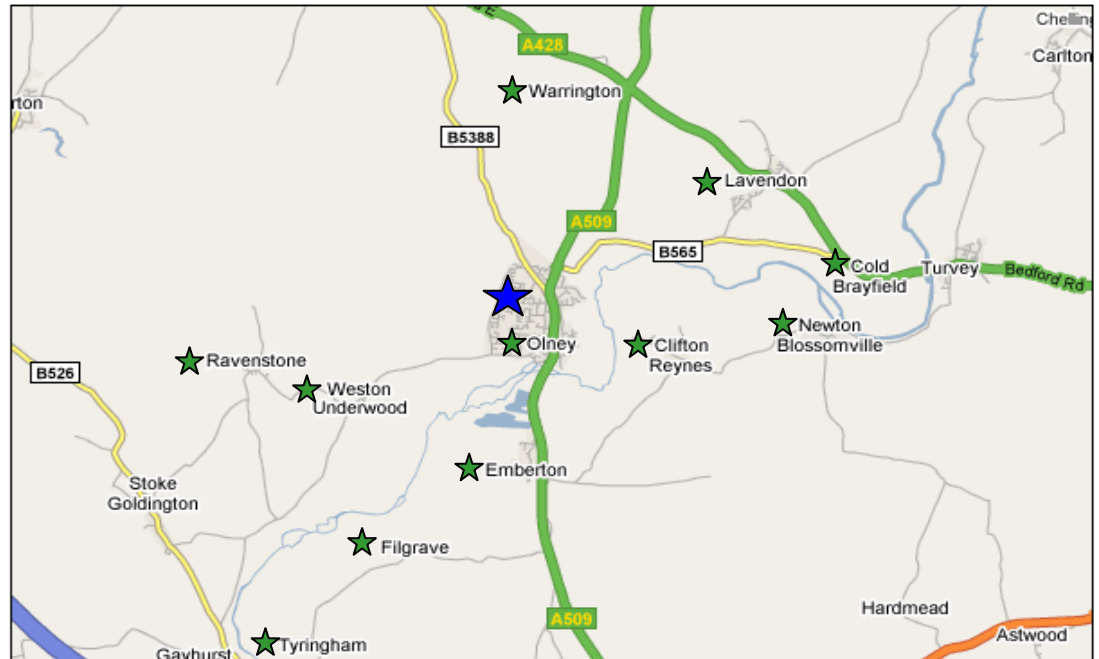 A428
Chelling
Carlton
Warrington
rton
B5388
Lavendon
A509
B565
Cold
Brayfield
Turvey
Bedford Rd
Newton
Blossomville
Olney
Clifton
Reynes
Ravenstone
B526
Weston
Underwood
Emberton
Stoke
Goldington
Filgrave
Hardmead
A509
Astwood
Tyringham
Gayhurst